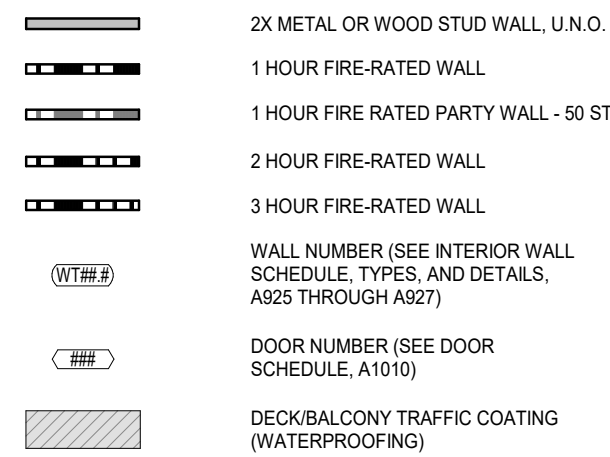 2X METAL OR WOOD STUD WALL, U.N.O.
1 HOUR FIRE-RATED WALL
1 HOUR FIRE RATED PARTY WALL - 50 ST
2 HOUR FIRE-RATED WALL
3 HOUR FIRE-RATED WALL
WT##.#
WALL NUMBER (SEE INTERIOR WALL
SCHEDULE, TYPES, AND DETAILS,
A925 THROUGH A927)
###
DOOR NUMBER (SEE DOOR
SCHEDULE, A1010)
DECK/BALCONY TRAFFIC COATING
(WATERPROOFING)